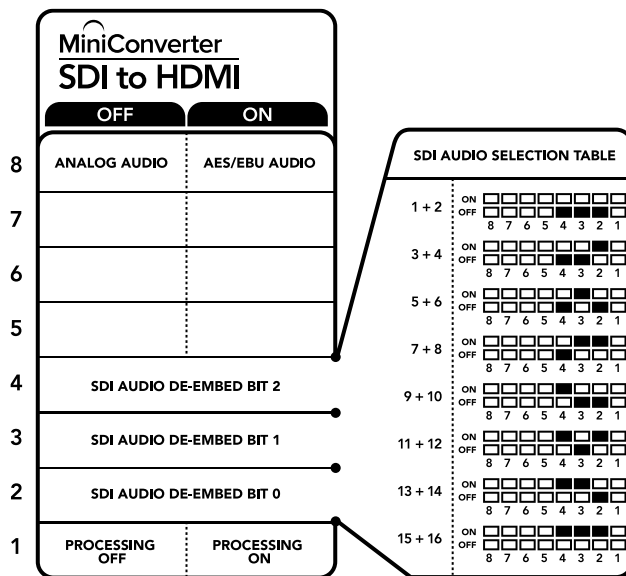 MiniConverter
SDI to HDMI
OFF ON
8 ANALOG AUDIO AES/EBU AUDIO
7
6
5
4 SDI AUDIO DE-EMBED BIT 2
3 SDI AUDIO DE-EMBED BIT 1
2 SDI AUDIO DE-EMBED BIT 0
1 PROCESSING OFF PROCESSING ON
SDI AUDIO SELECTION TABLE
1 + 2 ON
OFF
8 7 6 5 4 3 2 1
3 + 4 ON
OFF
8 7 6 5 4 3 2 1
5 + 6 ON
OFF
8 7 6 5 4 3 2 1
7 + 8 ON
OFF
8 7 6 5 4 3 2 1
9 + 10 ON
OFF
8 7 6 5 4 3 2 1
11 + 12 ON
OFF
8 7 6 5 4 3 2 1
13 + 14 ON
OFF
8 7 6 5 4 3 2 1
15 + 16 ON
OFF
8 7 6 5 4 3 2 1